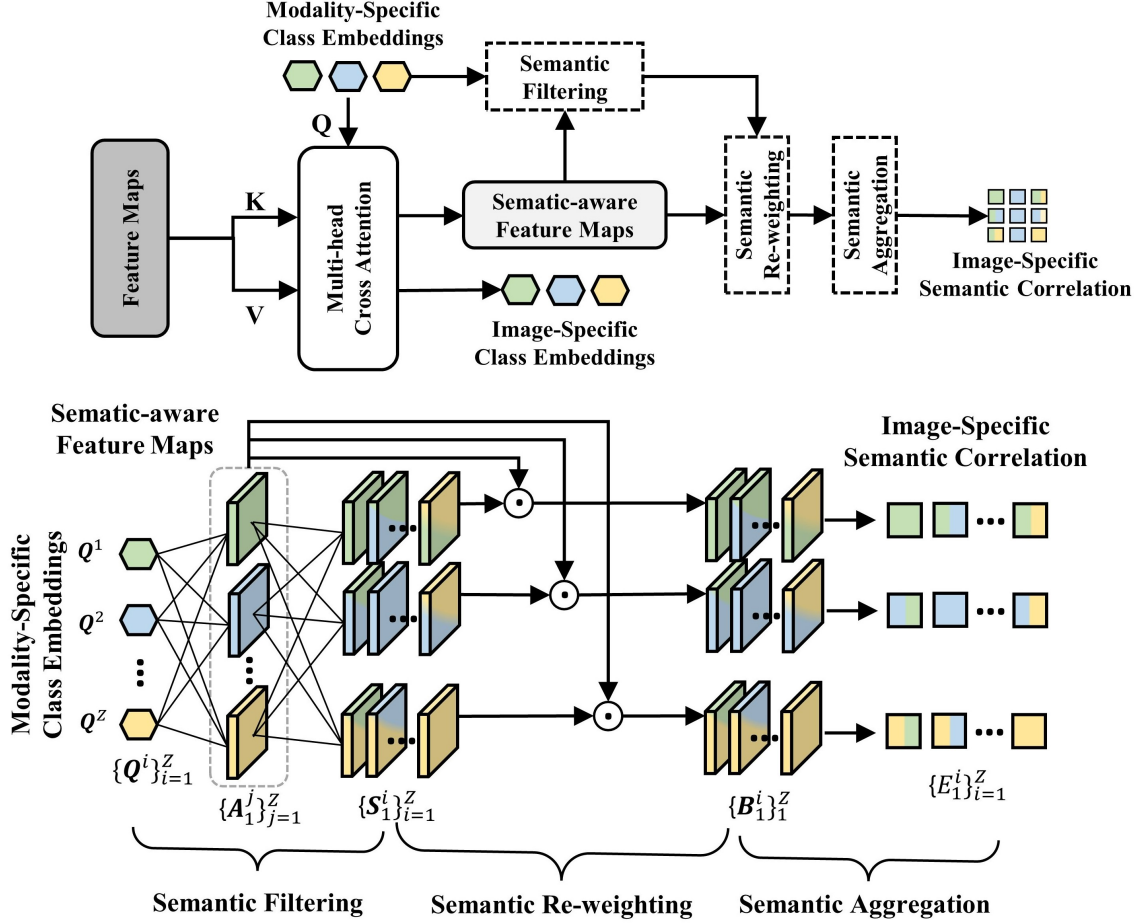 Modality-Specific
Class Embeddings
Semantic
Filtering
Q
Feature Maps
K
V
Multi-head
Cross Attention
Sematic-aware
Feature Maps
Semantic
Re-weighting
Semantic
Aggregation
Image-Specific
Semantic Correlation
Image-Specific
Class Embeddings
Sematic-aware
Feature Maps
Image-Specific
Semantic Correlation
Modality-Specific
Class Embeddings
Q^1
Q^2
Q^Z
{Q^i}_{i=1}^Z
{A_1^j}_{j=1}^Z
{S_1^i}_{i=1}^Z
{B_1^i}_1^Z
{E_1^i}_{i=1}^Z
Semantic Filtering
Semantic Re-weighting
Semantic Aggregation